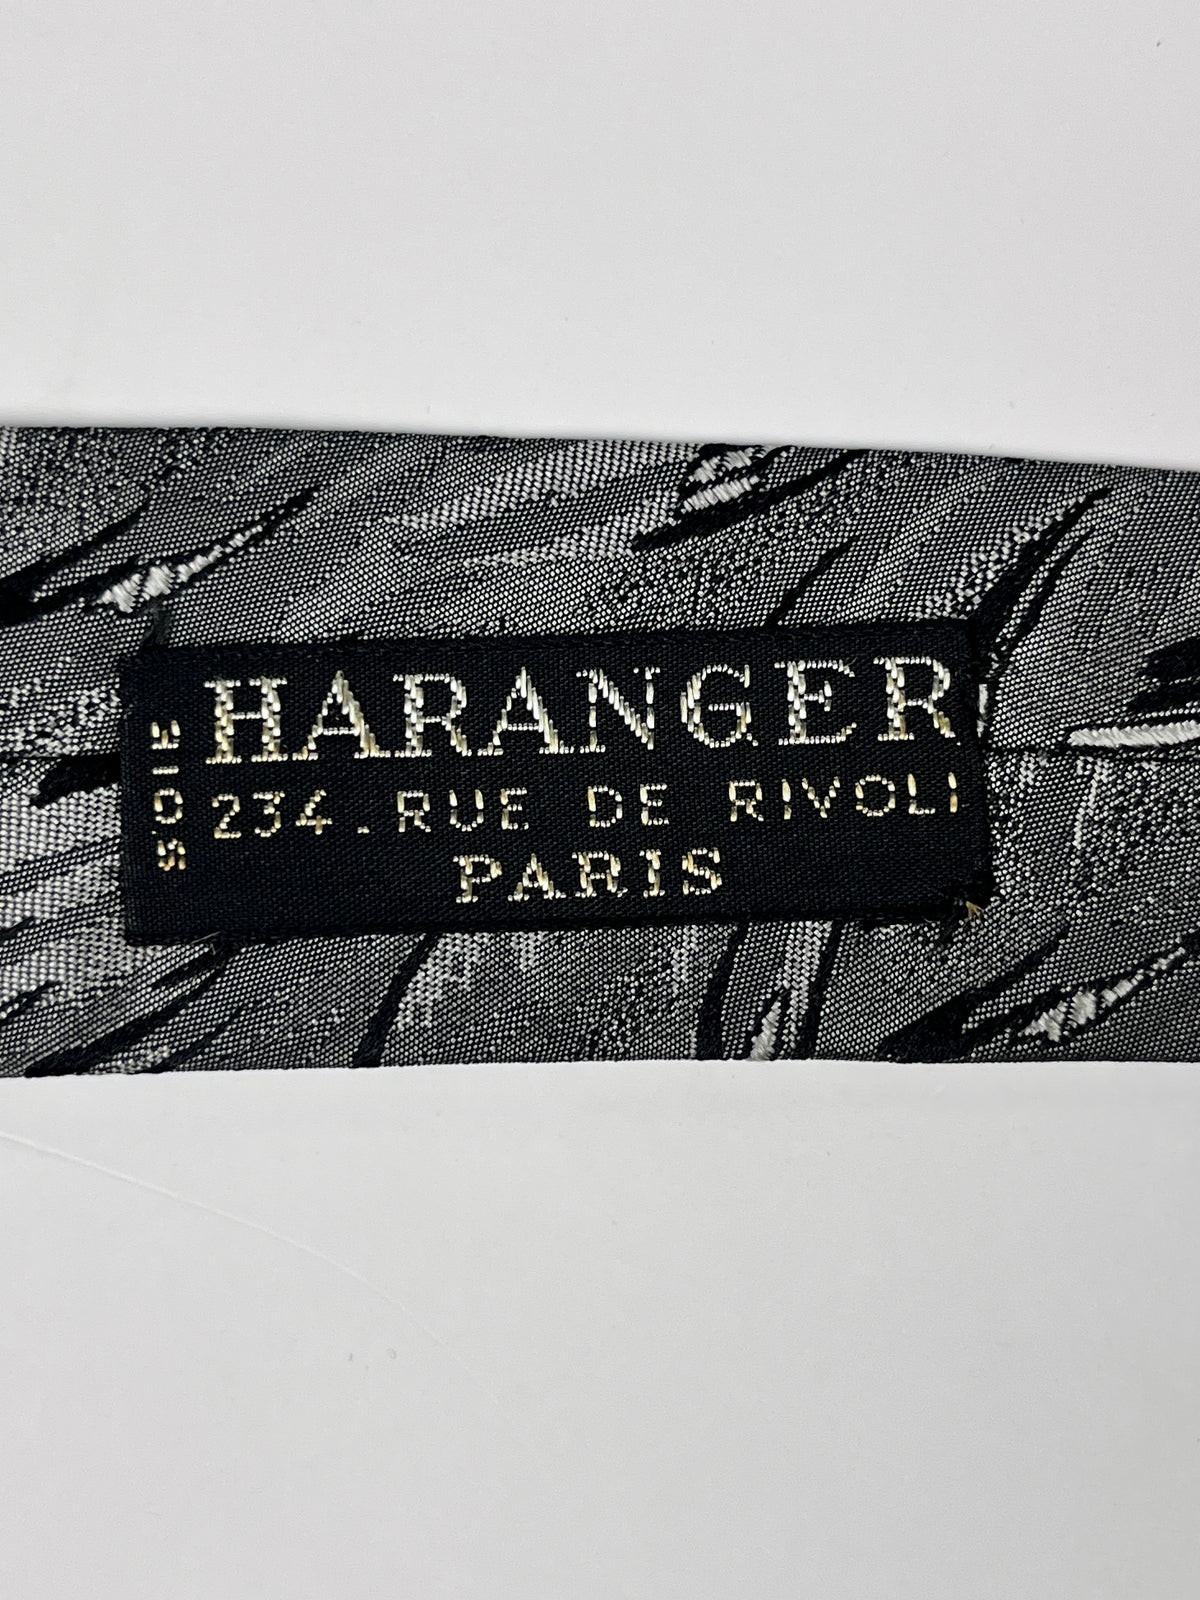 HARANGER
234. RUE DE RIVOLI
PARIS
SOIE